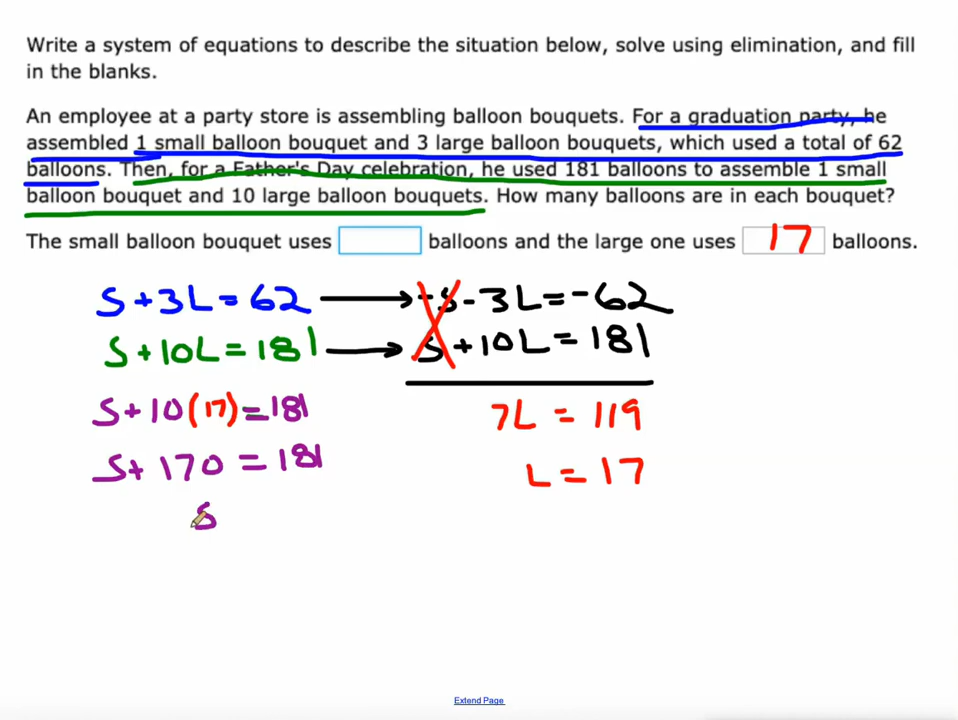 Write a system of equations to describe the situation below, solve using elimination, and fill
in the blanks.
An employee at a party store is assembling balloon bouquets. For a graduation party, he
assembled 1 small balloon bouquet and 3 large balloon bouquets, which used a total of 62
balloons. Then, for a Father's Day celebration, he used 181 balloons to assemble 1 small
balloon bouquet and 10 large balloon bouquets. How many balloons are in each bouquet?
The small balloon bouquet uses balloons and the large one uses 17 balloons.
S+3L=62 -S-3L=-62
S+10L=181 S+10L=181
S+10(17)=181 7L=119
S+170=181 L=17
S
Extend Page